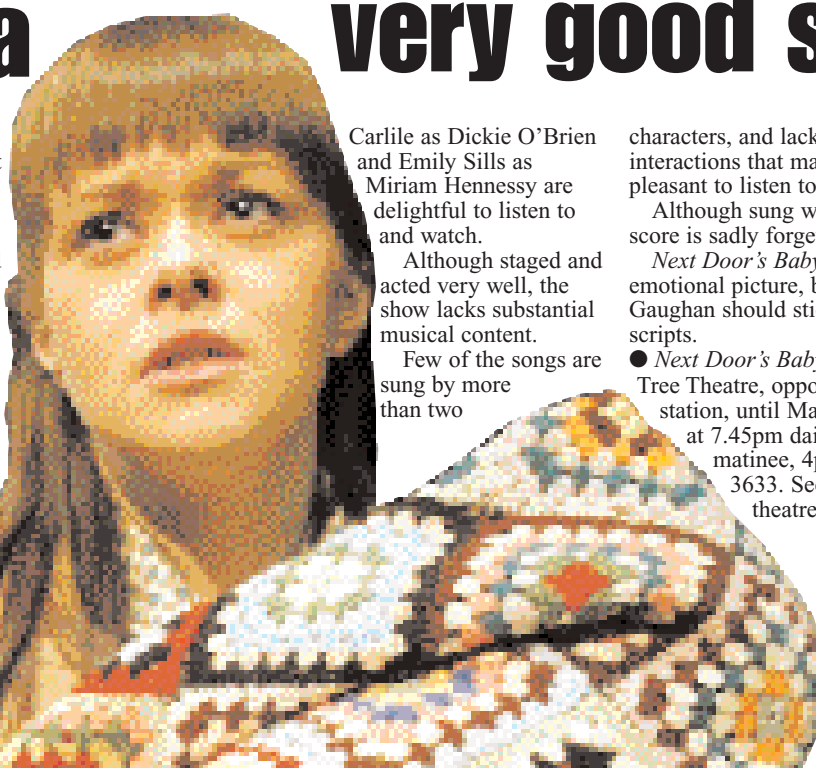 a very good s
Carlile as Dickie O’Brien
and Emily Sills as
Miriam Hennessy are
delightful to listen to
and watch.
Although staged and
acted very well, the
show lacks substantial
musical content.
Few of the songs are
sung by more
than two
characters, and lack
interactions that ma
pleasant to listen to
Although sung w
score is sadly forge
Next Door’s Baby
emotional picture, b
Gaughan should sti
scripts.
● Next Door’s Baby
Tree Theatre, oppo
station, until Ma
at 7.45pm dai
matinee, 4p
3633. See
theatre